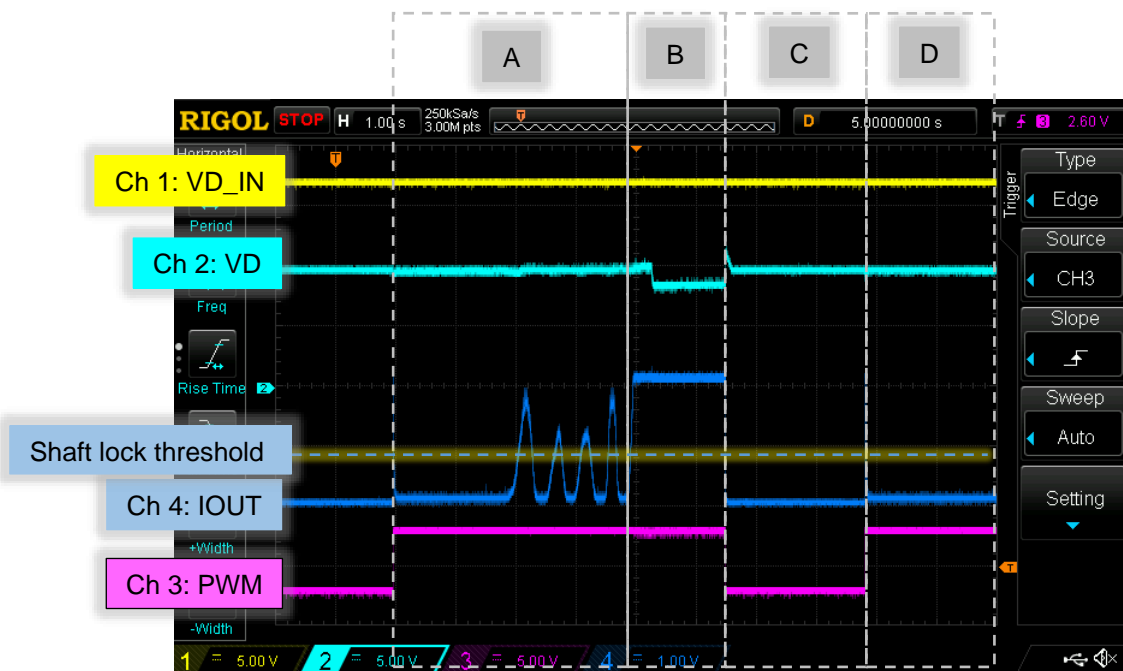 A
B
C
D
RIGOL STOP H 1.00 s 250kSa/s 3.00M pts T D 5.00000000 s T 3 2.60 V
Horizontal
T
Ch 1: VD_IN
Period
Ch 2: VD
Freq
Rise Time 2
Shaft lock threshold
Ch 4: IOUT
+Width
Ch 3: PWM
-Width
T
Trigger
Type
Edge
Source
CH3
Slope
Sweep
Auto
Setting
1 = 5.00 V 2 = 5.00 V 3 = 5.00 V 4 = 1.00 V